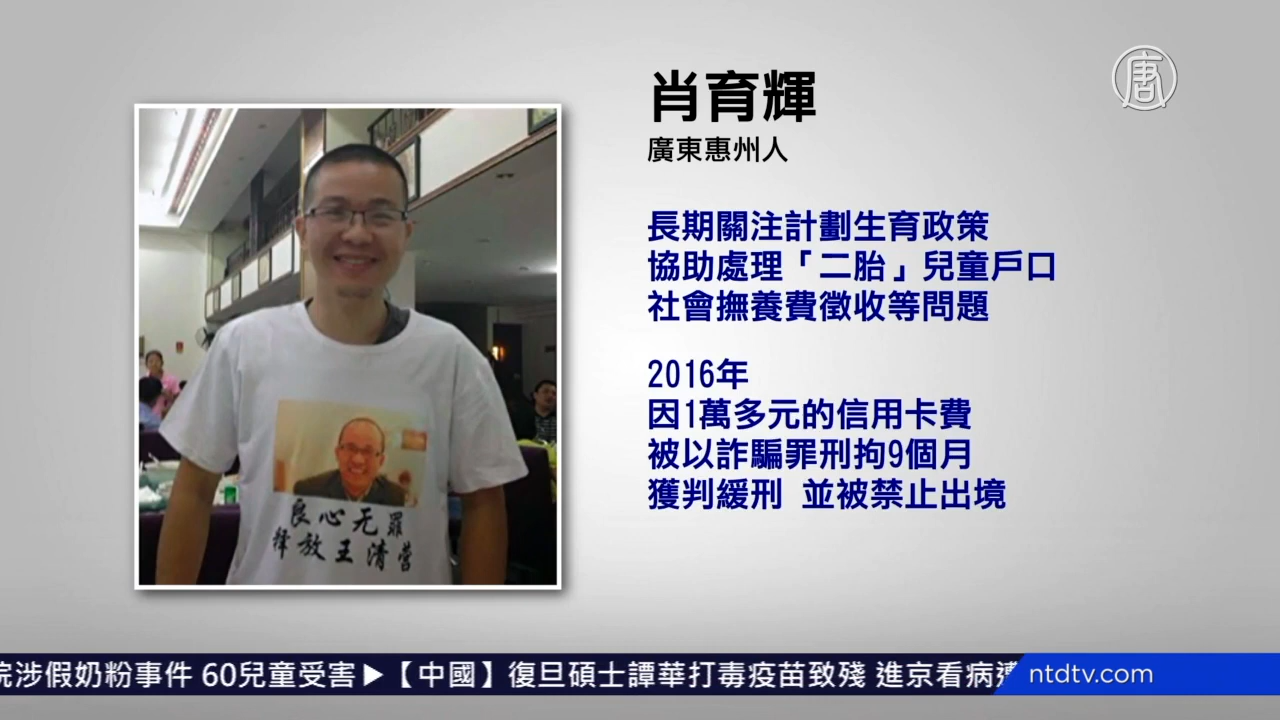 肖育輝
廣東惠州人
長期關注計劃生育政策
協助處理「二胎」兒童戶口
社會撫養費徵收等問題
2016年
因1萬多元的信用卡費
被以詐騙罪刑拘9個月
獲判緩刑 並被禁止出境
唐
良心无罪
释放王清营
院涉假奶粉事件 60兒童受害▶【中國】復旦碩士譚華打毒疫苗致殘 進京看病遭
ntdtv.com